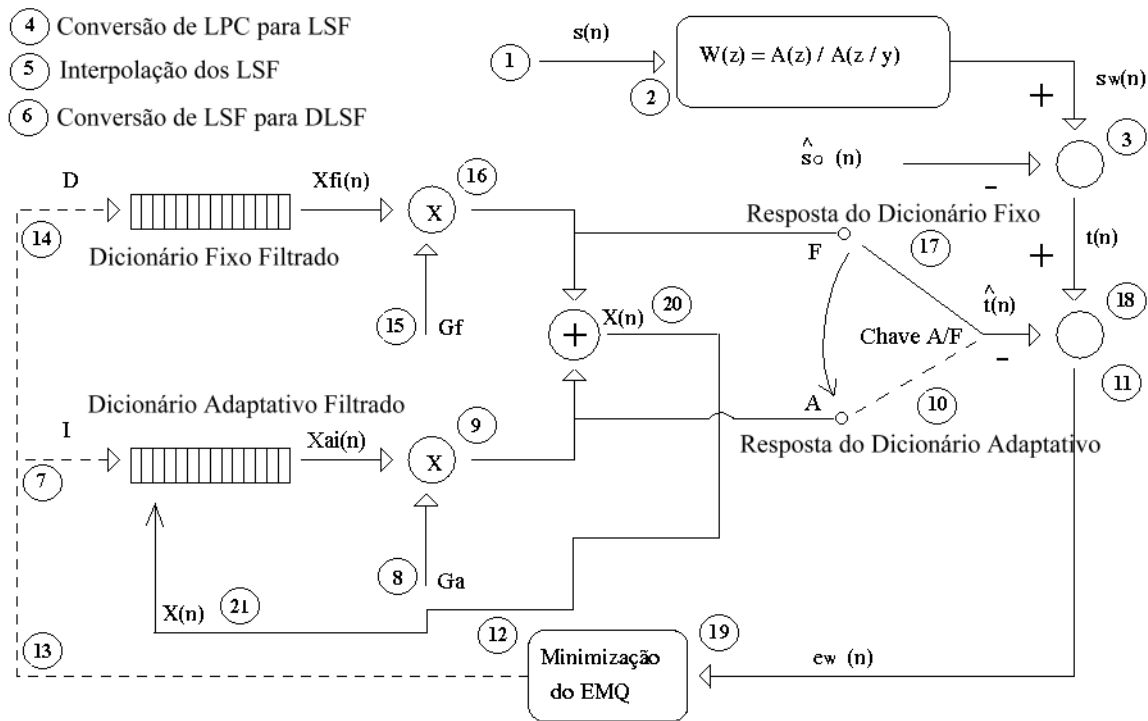 4 Conversão de LPC para LSF
5 Interpolação dos LSF
6 Conversão de LSF para DLSF
1
s(n)
2
W(z) = A(z) / A(z / y)
sw(n)
+
3
^
so (n)
-
D
Xfi(n)
16
X
14
Dicionário Fixo Filtrado
15
Gf
Resposta do Dicionário Fixo
F
17
t(n)
+
18
^
t(n)
-
Chave A/F
11
X(n)
20
+
Dicionário Adaptativo Filtrado
I
Xai(n)
9
X
7
A
10
Resposta do Dicionário Adaptativo
8
Ga
X(n)
21
12
19
13
Minimização
do EMQ
ew (n)